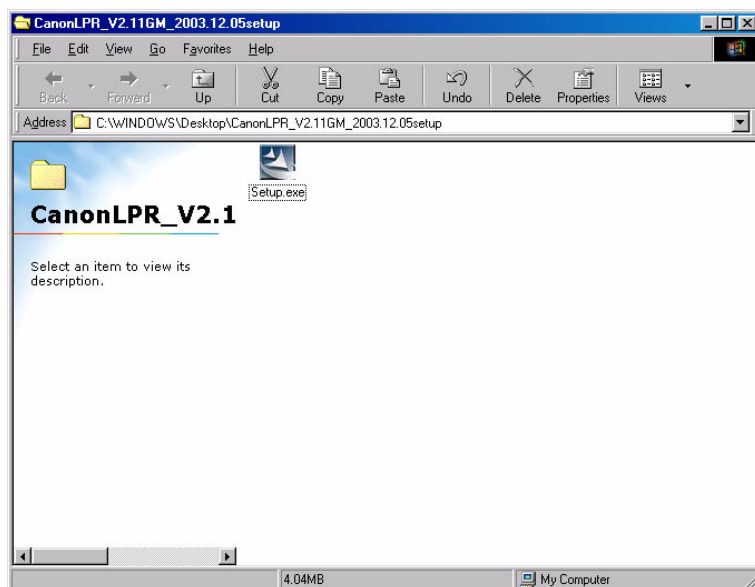 CanonLPR_V2.11GM_2003.12.05setup
File Edit View Go Favorites Help
Back Forward Up Cut Copy Paste Undo Delete Properties Views
Address C:\WINDOWS\Desktop\CanonLPR_V2.11GM_2003.12.05setup
Setup.exe
CanonLPR_V2.1
Select an item to view its
description.
4.04MB My Computer